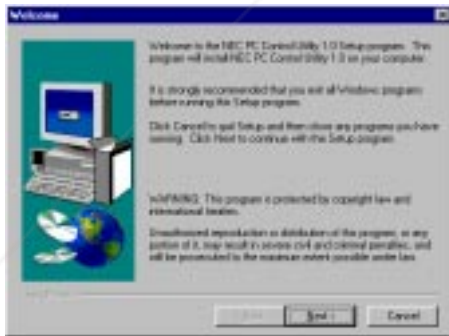 Welcome
Welcome to the NEC PC Control Utility 1.0 Setup program. This
program will install NEC PC Control Utility 1.0 on your computer.
It is strongly recommended that you exit all Windows programs
before running this Setup program.
Click Cancel to quit Setup and then close any programs you have
running. Click Next to continue with the Setup program.
WARNING: This program is protected by copyright law and
international treaties.
Unauthorized reproduction or distribution of this program, or any
portion of it, may result in severe civil and criminal penalties, and
will be prosecuted to the maximum extent possible under law.
Next >
Cancel